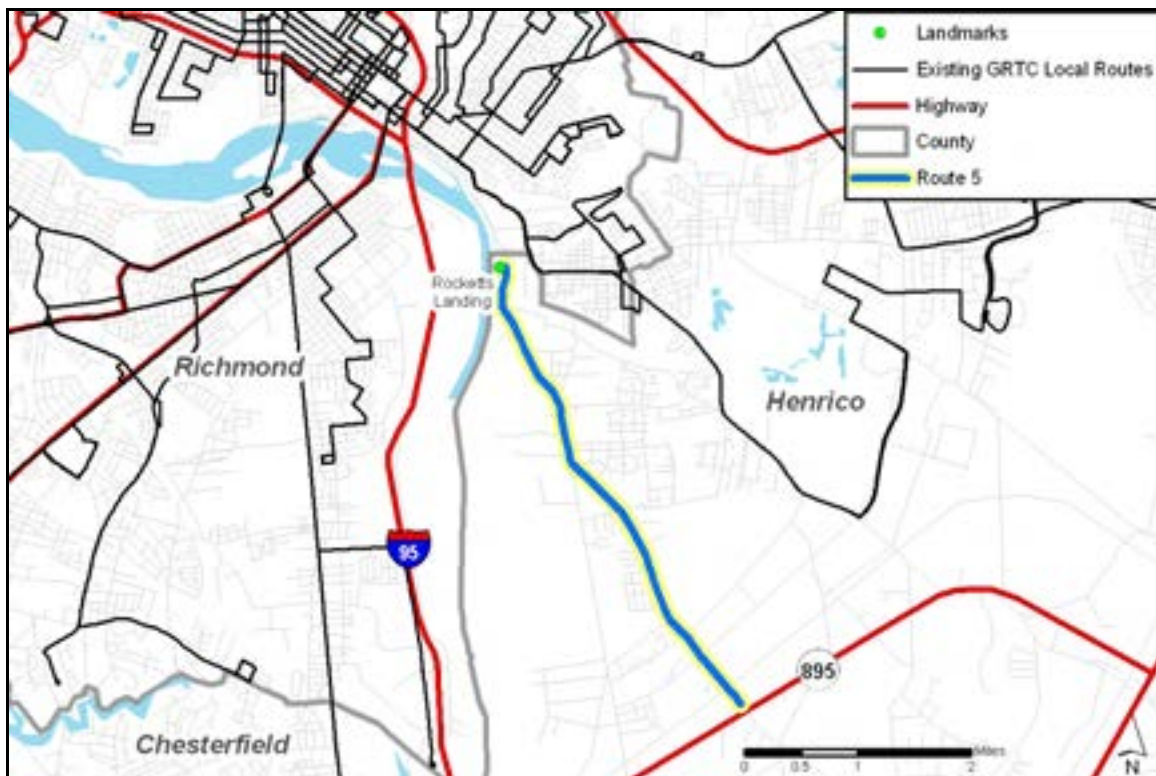 Landmarks
Existing GRTC Local Routes
Highway
County
Route 5
Rocketts
Landing
Richmond
Henrico
95
895
Chesterfield
Miles
0 0.5 1 2
N